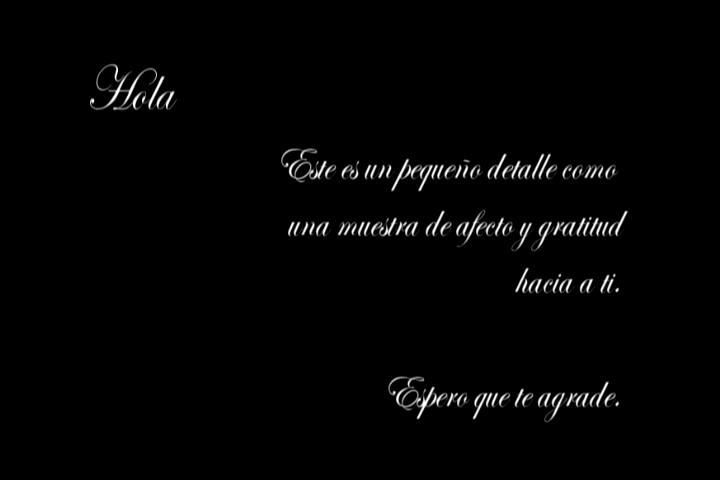 Hola
Este es un pequeño detalle como
una muestra de afecto y gratitud
hacia a ti.
Espero que te agrade.